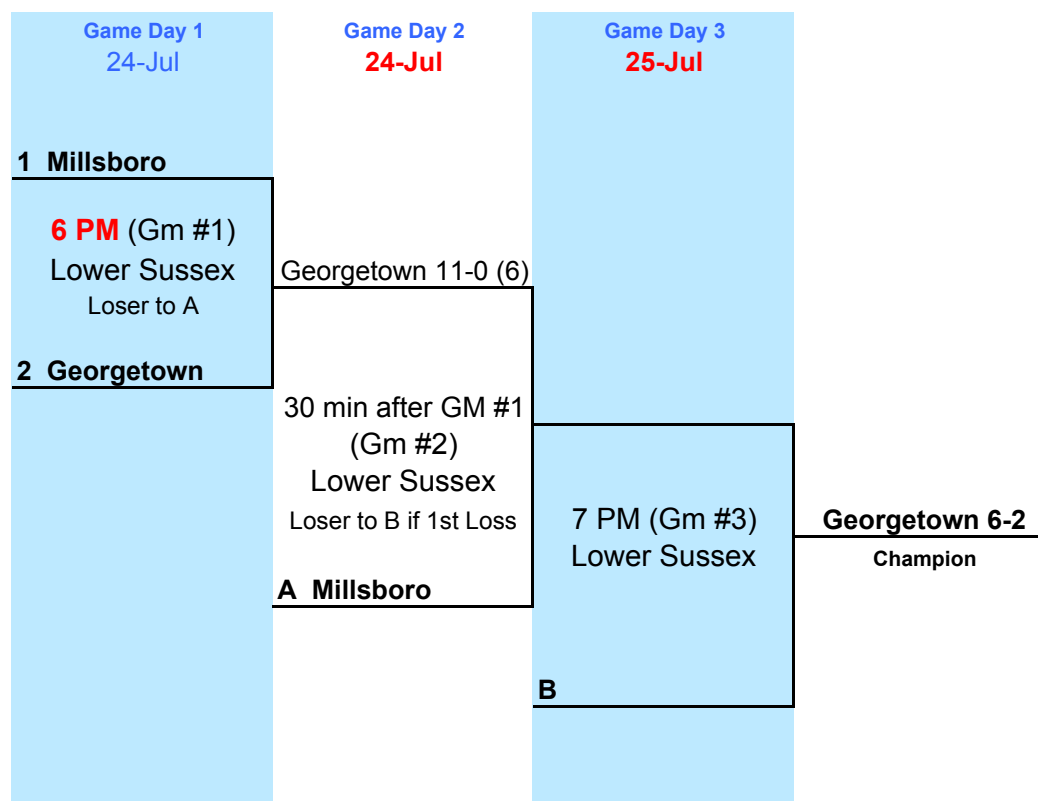 Game Day 1
24-Jul
Game Day 2
24-Jul
Game Day 3
25-Jul
1 Millsboro
6 PM (Gm #1)
Lower Sussex
Loser to A
2 Georgetown
Georgetown 11-0 (6)
30 min after GM #1
(Gm #2)
Lower Sussex
Loser to B if 1st Loss
A Millsboro
7 PM (Gm #3)
Lower Sussex
B
Georgetown 6-2
Champion